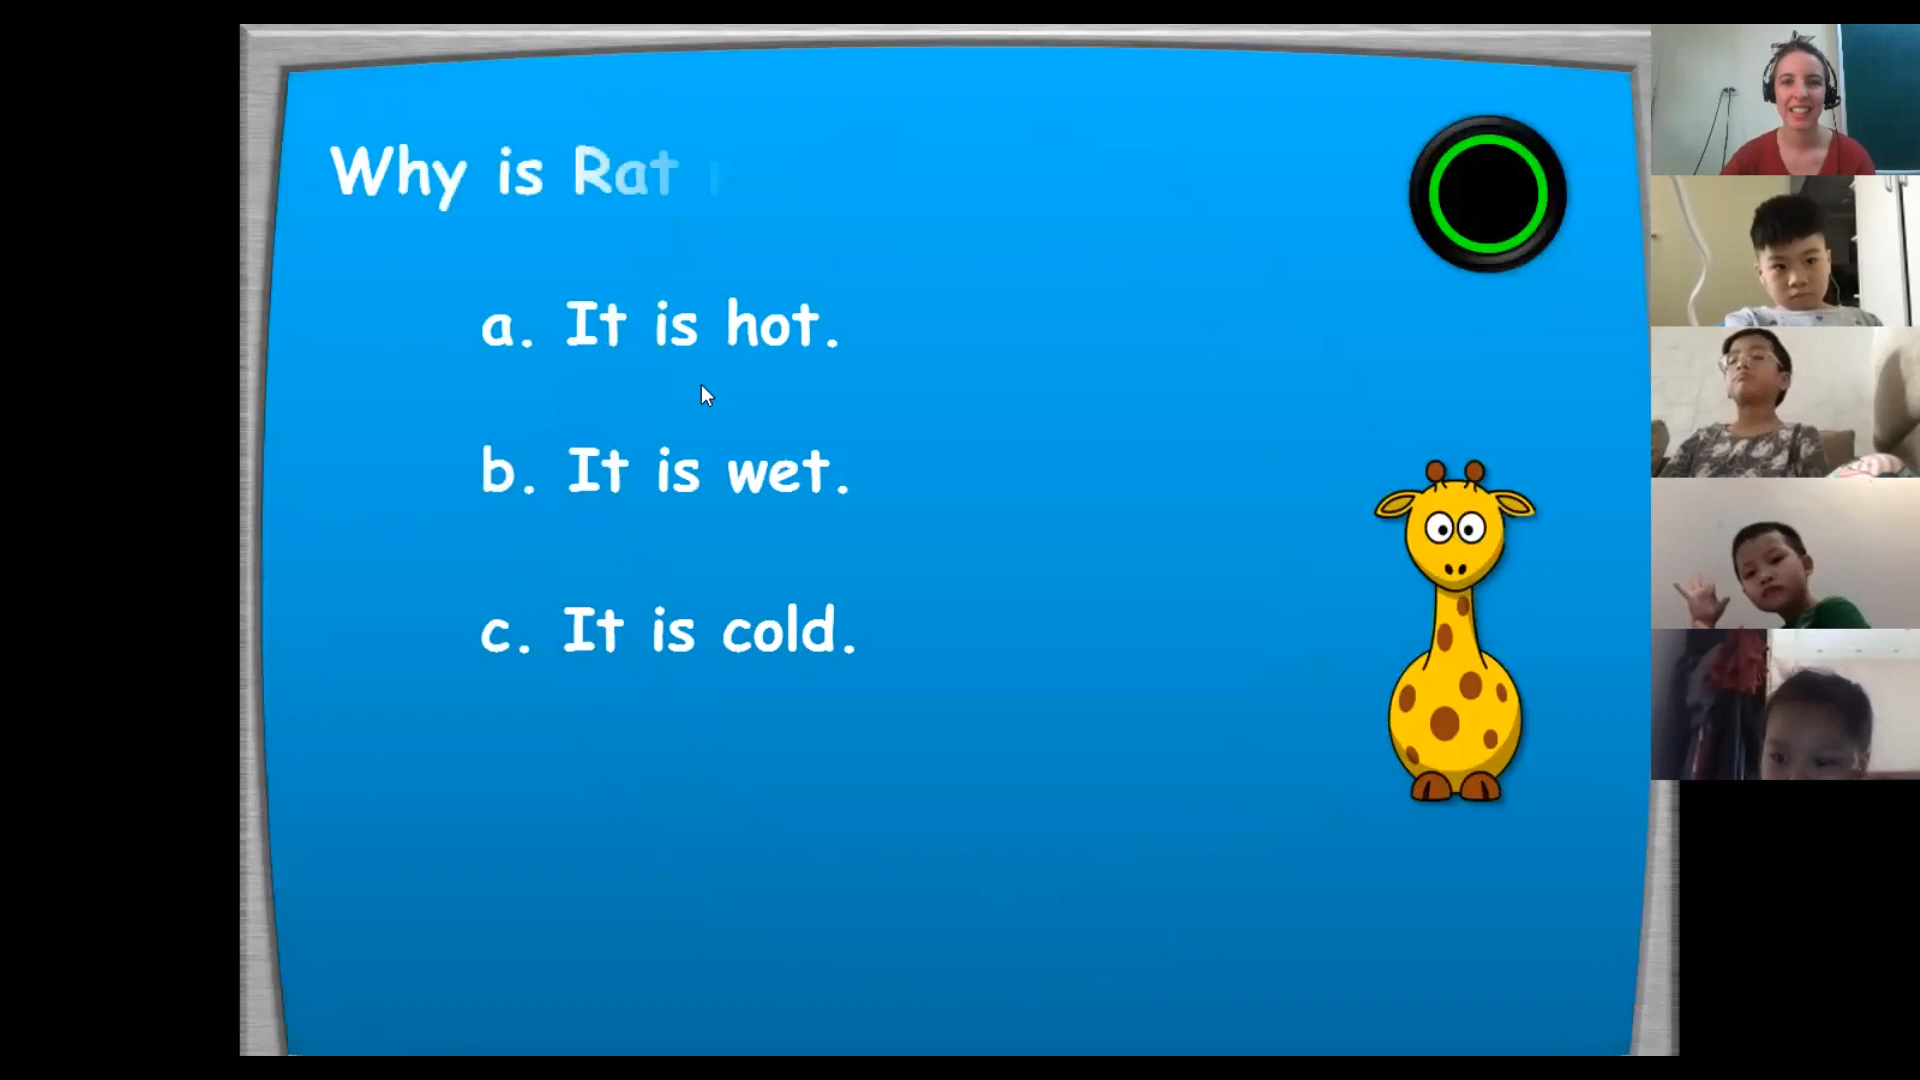 Why is Rat
a. It is hot.
b. It is wet.
c. It is cold.